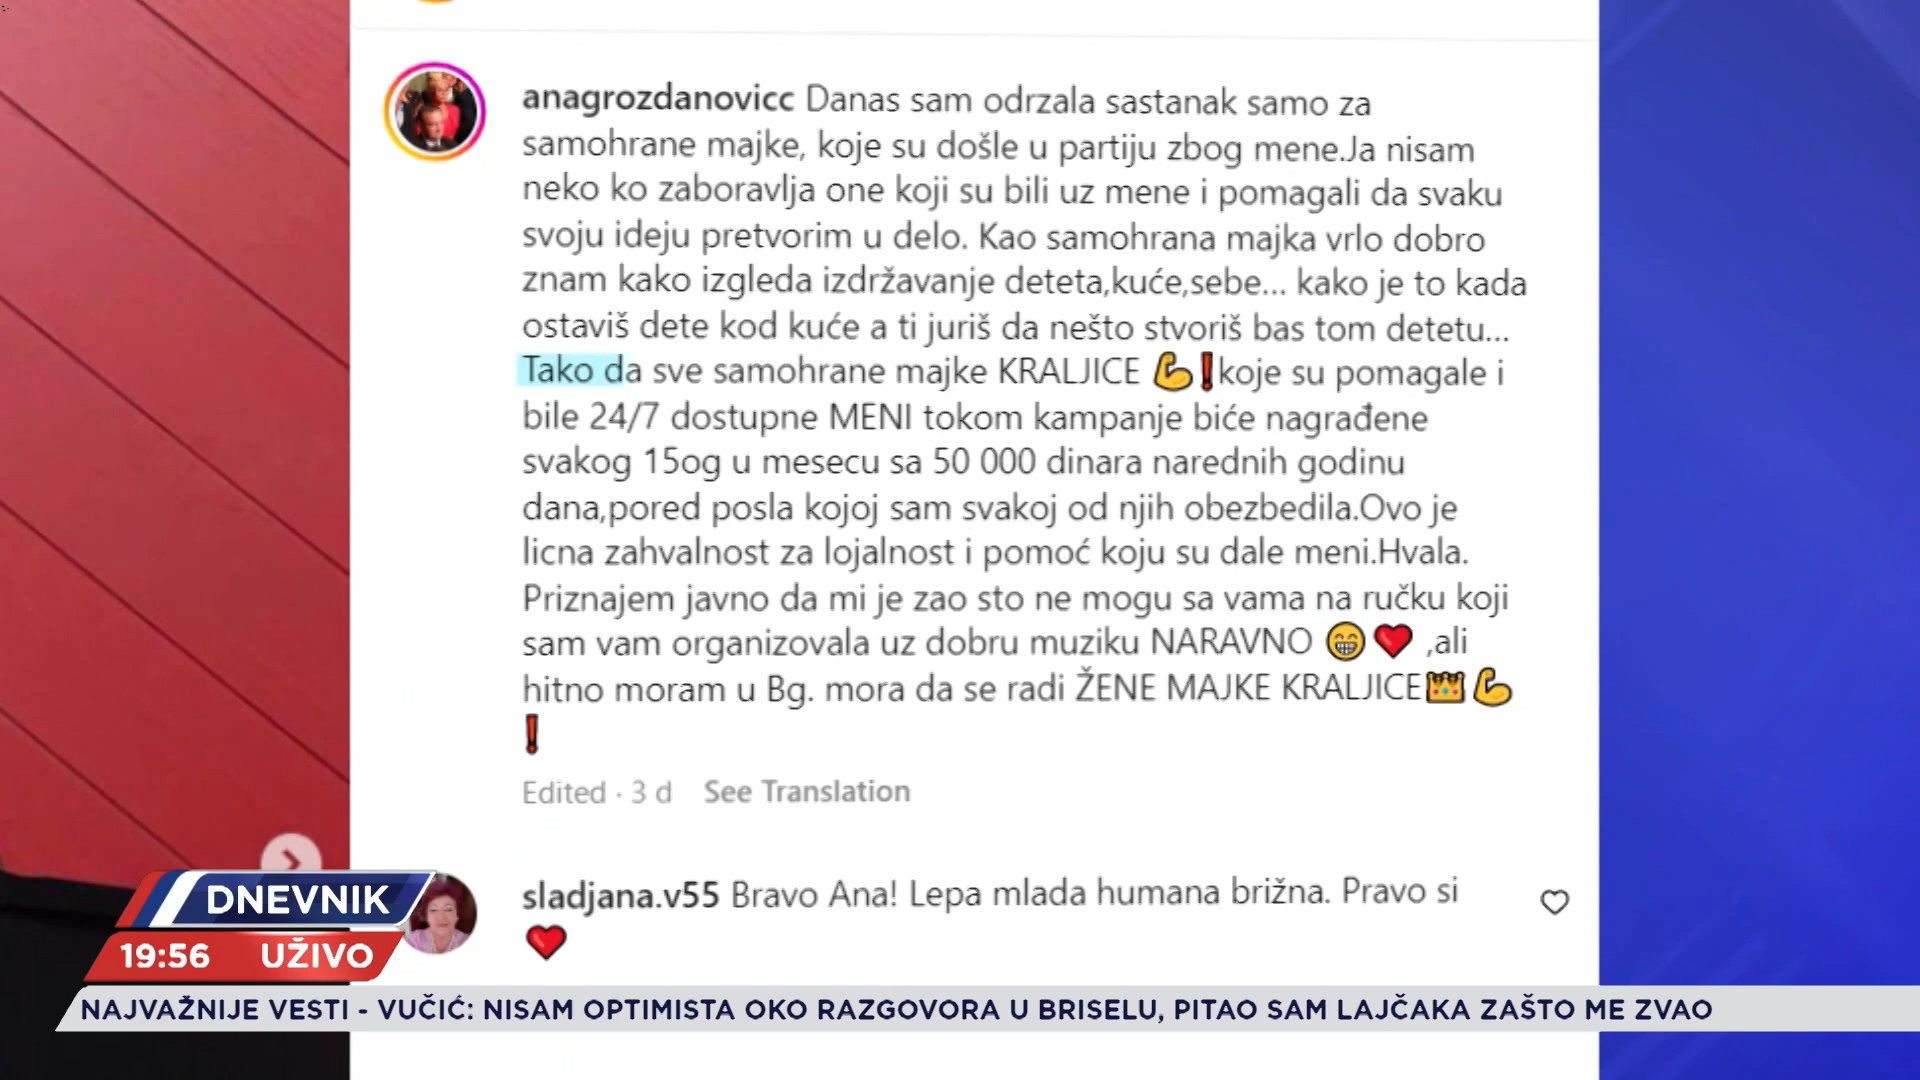 anagrozdanovicc Danas sam odrzala sastanak samo za
samohrane majke, koje su došle u partiju zbog mene.Ja nisam
neko ko zaboravlja one koji su bili uz mene i pomagali da svaku
svoju ideju pretvorim u delo. Kao samohrana majka vrlo dobro
znam kako izgleda izdržavanje deteta,kuće,sebe... kako je to kada
ostaviš dete kod kuće a ti juriš da nešto stvoriš bas tom detetu...
Tako da sve samohrane majke KRALJICE 💪❗koje su pomagale i
bile 24/7 dostupne MENI tokom kampanje biće nagrađene
svakog 15og u mesecu sa 50 000 dinara narednih godinu
dana,pored posla kojoj sam svakoj od njih obezbedila.Ovo je
licna zahvalnost za lojalnost i pomoć koju su dale meni.Hvala.
Priznajem javno da mi je zao sto ne mogu sa vama na ručku koji
sam vam organizovala uz dobru muziku NARAVNO 😁❤️ ,ali
hitno moram u Bg. mora da se radi ŽENE MAJKE KRALJICE👑💪
❗
Edited · 3 d See Translation
sladjana.v55 Bravo Ana! Lepa mlada humana brižna. Pravo si
❤️
DNEVNIK
19:56 UŽIVO
NAJVAŽNIJE VESTI - VUČIĆ: NISAM OPTIMISTA OKO RAZGOVORA U BRISELU, PITAO SAM LAJČAKA ZAŠTO ME ZVAO